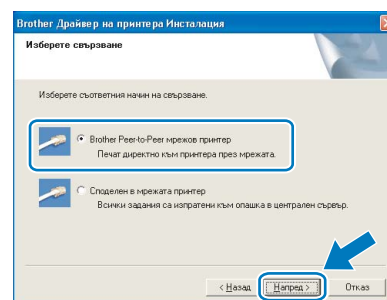 Brother Драйвер на принтера Инсталация
Изберете свързване
Изберете съответния начин на свързване.
Brother Peer-to-Peer мрежов принтер
Печат директно към принтера през мрежата.
Споделен в мрежата принтер
Всички задания са изпратени към опашка в централен сървър.
< Назад Напред > Отказ